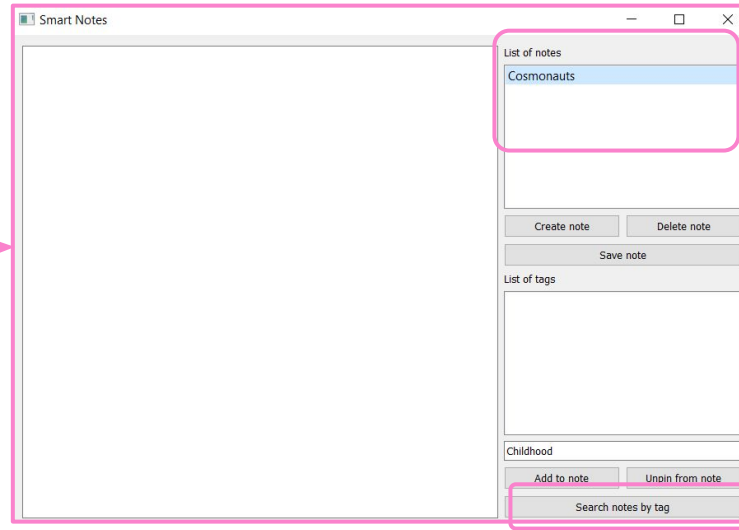 Smart Notes
List of notes
Cosmonauts
Create note
Delete note
Save note
List of tags
Childhood
Add to note
Unpin from note
Search notes by tag